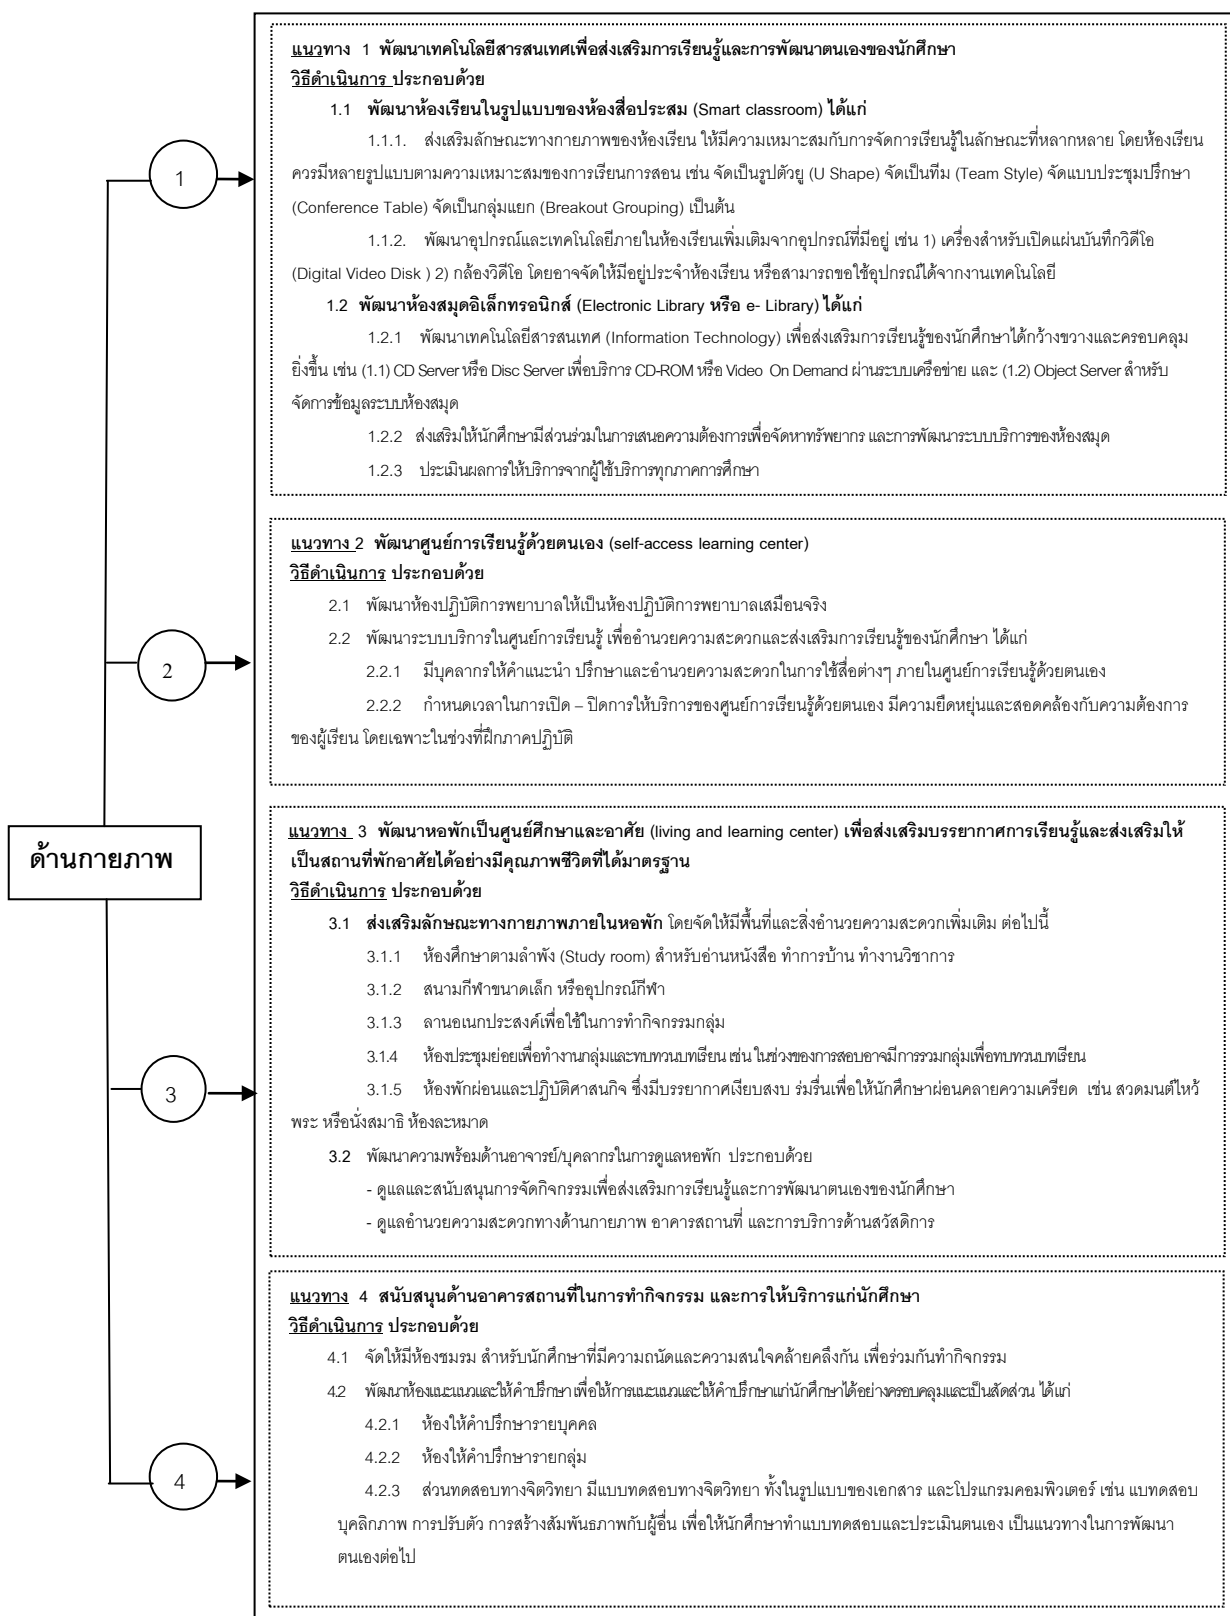 แนวทาง 1 พัฒนาเทคโนโลยีสารสนเทศเพื่อส่งเสริมการเรียนรู้และการพัฒนาตนเองของนักศึกษา
วิธีดำเนินการ ประกอบด้วย
1.1 พัฒนาห้องเรียนในรูปแบบของห้องสื่อประสม (Smart classroom) ได้แก่
1.1.1. ส่งเสริมลักษณะทางกายภาพของห้องเรียน ให้มีความเหมาะสมกับการจัดการเรียนรู้ในลักษณะที่หลากหลาย โดยห้องเรียน
ควรมีหลายรูปแบบตามความเหมาะสมของการเรียนการสอน เช่น จัดเป็นรูปตัวยู (U Shape) จัดเป็นทีม (Team Style) จัดแบบประชุมปรึกษา
(Conference Table) จัดเป็นกลุ่มแยก (Breakout Grouping) เป็นต้น
1.1.2. พัฒนาอุปกรณ์และเทคโนโลยีภายในห้องเรียนเพิ่มเติมจากอุปกรณ์ที่มีอยู่ เช่น 1) เครื่องสำหรับเปิดแผ่นบันทึกวิดีโอ
(Digital Video Disk ) 2) กล้องวิดีโอ โดยอาจจัดให้มีอยู่ประจำห้องเรียน หรือสามารถขอใช้อุปกรณ์ได้จากงานเทคโนโลยี
1.2 พัฒนาห้องสมุดอิเล็กทรอนิกส์ (Electronic Library หรือ e- Library) ได้แก่
1.2.1 พัฒนาเทคโนโลยีสารสนเทศ (Information Technology) เพื่อส่งเสริมการเรียนรู้ของนักศึกษาได้กว้างขวางและครอบคลุม
ยิ่งขึ้น เช่น (1.1) CD Server หรือ Disc Server เพื่อบริการ CD-ROM หรือ Video On Demand ผ่านระบบเครือข่าย และ (1.2) Object Server สำหรับ
จัดการข้อมูลระบบห้องสมุด
1.2.2 ส่งเสริมให้นักศึกษามีส่วนร่วมในการเสนอความต้องการเพื่อจัดหาทรัพยากร และการพัฒนาระบบบริการของห้องสมุด
1.2.3 ประเมินผลการให้บริการจากผู้ใช้บริการทุกภาคการศึกษา
1
แนวทาง 2 พัฒนาศูนย์การเรียนรู้ด้วยตนเอง (self-access learning center)
วิธีดำเนินการ ประกอบด้วย
2.1 พัฒนาห้องปฏิบัติการพยาบาลให้เป็นห้องปฏิบัติการพยาบาลเสมือนจริง
2.2 พัฒนาระบบบริการในศูนย์การเรียนรู้ เพื่ออำนวยความสะดวกและส่งเสริมการเรียนรู้ของนักศึกษา ได้แก่
2.2.1 มีบุคลากรให้คำแนะนำ ปรึกษาและอำนวยความสะดวกในการใช้สื่อต่างๆ ภายในศูนย์การเรียนรู้ด้วยตนเอง
2.2.2 กำหนดเวลาในการเปิด – ปิดการให้บริการของศูนย์การเรียนรู้ด้วยตนเอง มีความยืดหยุ่นและสอดคล้องกับความต้องการ
ของผู้เรียน โดยเฉพาะในช่วงที่ฝึกภาคปฏิบัติ
2
ด้านกายภาพ
แนวทาง 3 พัฒนาหอพักเป็นศูนย์ศึกษาและอาศัย (living and learning center) เพื่อส่งเสริมบรรยากาศการเรียนรู้และส่งเสริมให้
เป็นสถานที่พักอาศัยได้อย่างมีคุณภาพชีวิตที่ได้มาตรฐาน
วิธีดำเนินการ ประกอบด้วย
3.1 ส่งเสริมลักษณะทางกายภาพภายในหอพัก โดยจัดให้มีพื้นที่และสิ่งอำนวยความสะดวกเพิ่มเติม ต่อไปนี้
3.1.1 ห้องศึกษาตามลำพัง (Study room) สำหรับอ่านหนังสือ ทำการบ้าน ทำงานวิชาการ
3.1.2 สนามกีฬาขนาดเล็ก หรืออุปกรณ์กีฬา
3.1.3 ลานอเนกประสงค์เพื่อใช้ในการทำกิจกรรมกลุ่ม
3.1.4 ห้องประชุมย่อยเพื่อทำงานกลุ่มและทบทวนบทเรียน เช่น ในช่วงของการสอบอาจมีการรวมกลุ่มเพื่อทบทวนบทเรียน
3.1.5 ห้องพักผ่อนและปฏิบัติศาสนกิจ ซึ่งมีบรรยากาศเงียบสงบ ร่มรื่นเพื่อให้นักศึกษาผ่อนคลายความเครียด เช่น สวดมนต์ไหว้
พระ หรือนั่งสมาธิ ห้องละหมาด
3.2 พัฒนาความพร้อมด้านอาจารย์/บุคลากรในการดูแลหอพัก ประกอบด้วย
- ดูแลและสนับสนุนการจัดกิจกรรมเพื่อส่งเสริมการเรียนรู้และการพัฒนาตนเองของนักศึกษา
- ดูแลอำนวยความสะดวกทางด้านกายภาพ อาคารสถานที่ และการบริการด้านสวัสดิการ
3
แนวทาง 4 สนับสนุนด้านอาคารสถานที่ในการทำกิจกรรม และการให้บริการแก่นักศึกษา
วิธีดำเนินการ ประกอบด้วย
4.1 จัดให้มีห้องชมรม สำหรับนักศึกษาที่มีความถนัดและความสนใจคล้ายคลึงกัน เพื่อร่วมกันทำกิจกรรม
4.2 พัฒนาห้องแนะแนวและให้คำปรึกษา เพื่อให้การแนะแนวและให้คำปรึกษาแก่นักศึกษาได้อย่างครอบคลุมและเป็นสัดส่วน ได้แก่
4.2.1 ห้องให้คำปรึกษารายบุคคล
4.2.2 ห้องให้คำปรึกษารายกลุ่ม
4.2.3 ส่วนทดสอบทางจิตวิทยา มีแบบทดสอบทางจิตวิทยา ทั้งในรูปแบบของเอกสาร และโปรแกรมคอมพิวเตอร์ เช่น แบทดสอบ
บุคลิกภาพ การปรับตัว การสร้างสัมพันธภาพกับผู้อื่น เพื่อให้นักศึกษาทำแบบทดสอบและประเมินตนเอง เป็นแนวทางในการพัฒนา
ตนเองต่อไป
4